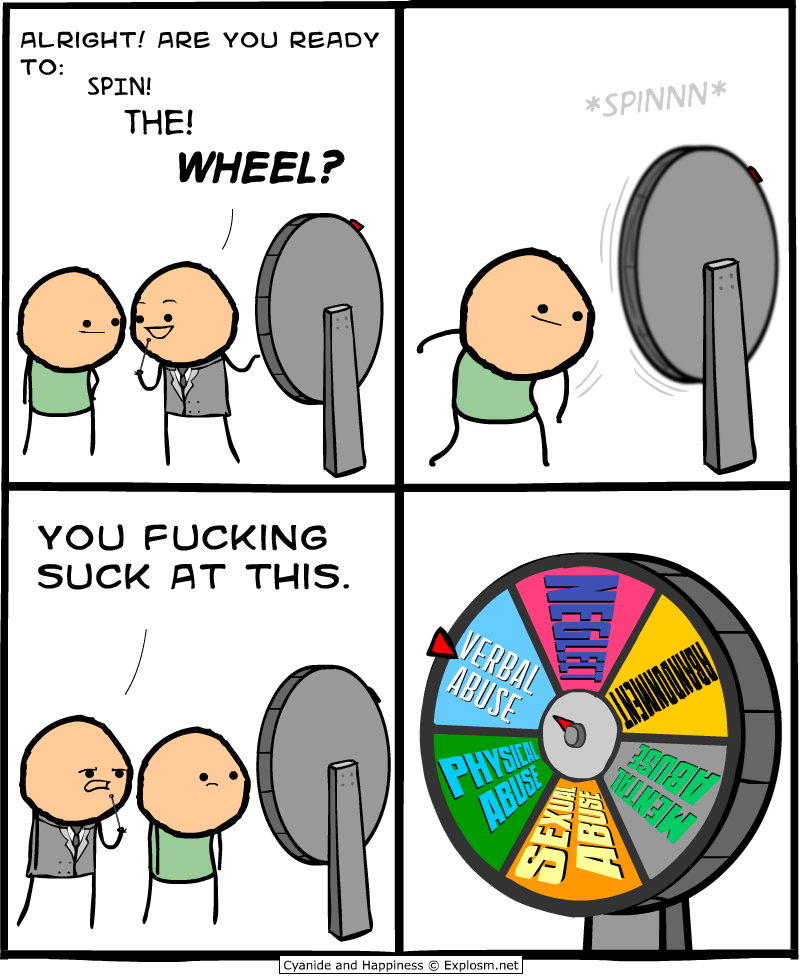 ALRIGHT! ARE YOU READY
TO:
SPIN!
THE!
WHEEL?
*SPINNN*
YOU FUCKING
SUCK AT THIS.
NEGLECT
ABANDONMENT
MENTAL
ABUSE
SEXUAL
ABUSE
PHYSICAL
ABUSE
VERBAL
ABUSE
Cyanide and Happiness © Explosm.net